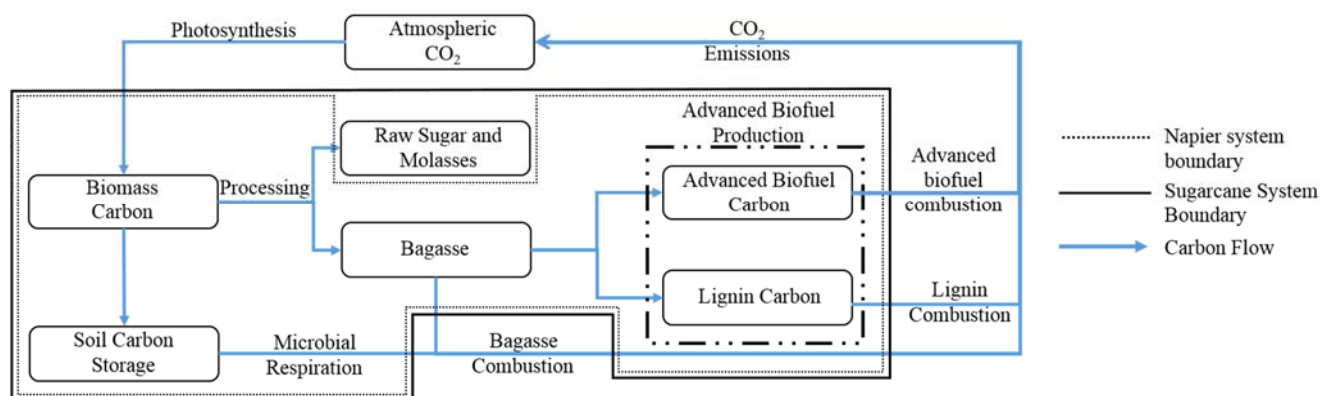 Photosynthesis
Atmospheric
CO₂
CO₂
Emissions
Advanced Biofuel
Production
Raw Sugar and
Molasses
Biomass
Carbon
Processing
Advanced Biofuel
Carbon
Advanced
biofuel
combustion
Bagasse
Lignin Carbon
Lignin
Combustion
Soil Carbon
Storage
Microbial
Respiration
Bagasse
Combustion
Napier system
boundary
Sugarcane System
Boundary
Carbon Flow